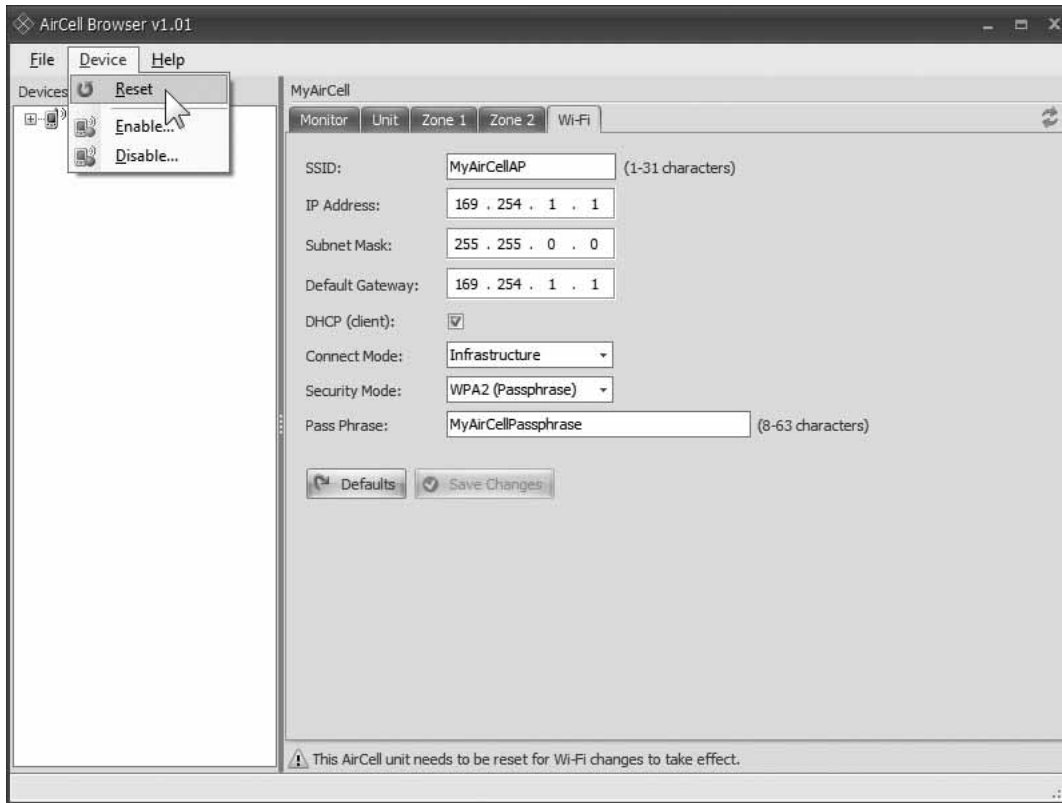 AirCell Browser v1.01
File Device Help
Devices
Reset
Enable...
Disable...
MyAirCell
Monitor Unit Zone 1 Zone 2 Wi-Fi
SSID: MyAirCellAP (1-31 characters)
IP Address: 169 . 254 . 1 . 1
Subnet Mask: 255 . 255 . 0 . 0
Default Gateway: 169 . 254 . 1 . 1
DHCP (client):
Connect Mode: Infrastructure
Security Mode: WPA2 (Passphrase)
Pass Phrase: MyAirCellPassphrase (8-63 characters)
Defaults Save Changes
This AirCell unit needs to be reset for Wi-Fi changes to take effect.